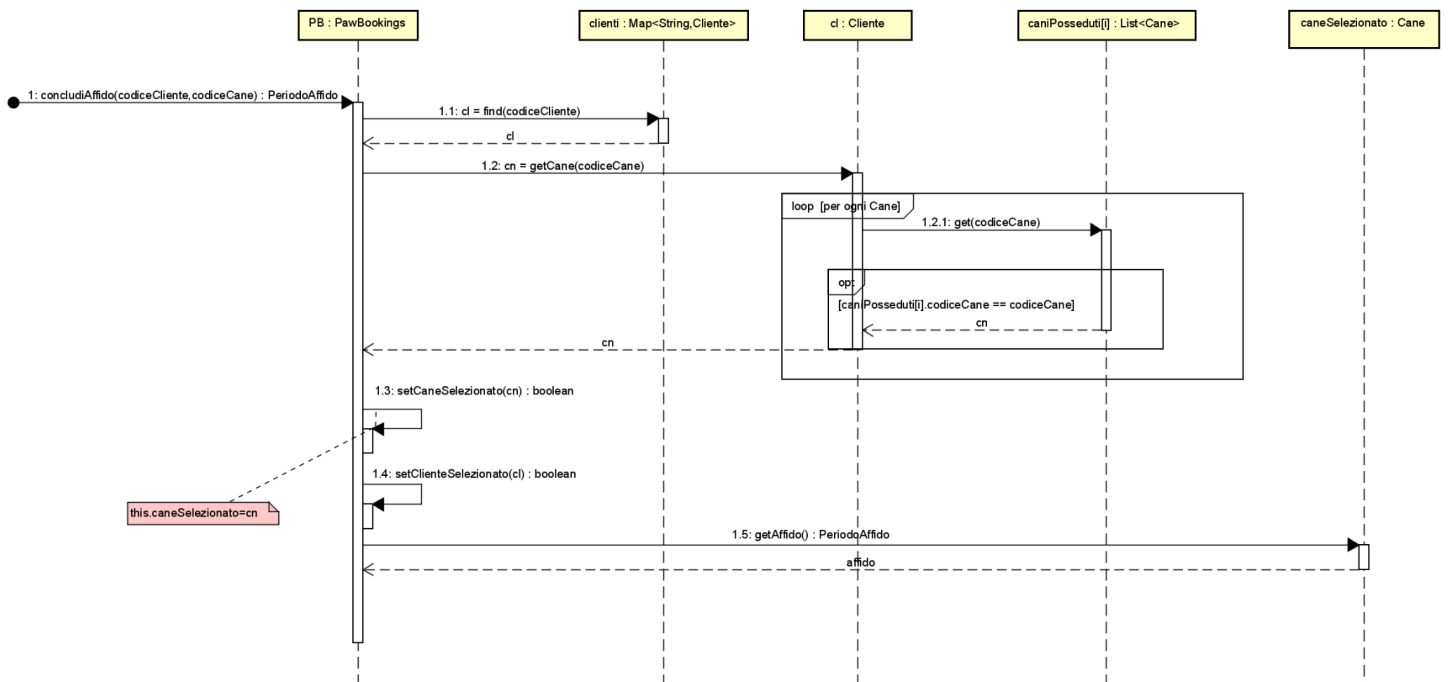 PB : PawBookings
clienti : Map<String,Cliente>
cl : Cliente
caniPosseduti[i] : List<Cane>
caneSelezionato : Cane
1: concludiAffido(codiceCliente,codiceCane) : PeriodoAffido
1.1: cl = find(codiceCliente)
cl
1.2: cn = getCane(codiceCane)
loop [per ogni Cane]
1.2.1: get(codiceCane)
opt
[caniPosseduti[i].codiceCane == codiceCane]
cn
cn
1.3: setCaneSelezionato(cn) : boolean
1.4: setClienteSelezionato(cl) : boolean
this.caneSelezionato=cn
1.5: getAffido() : PeriodoAffido
affido